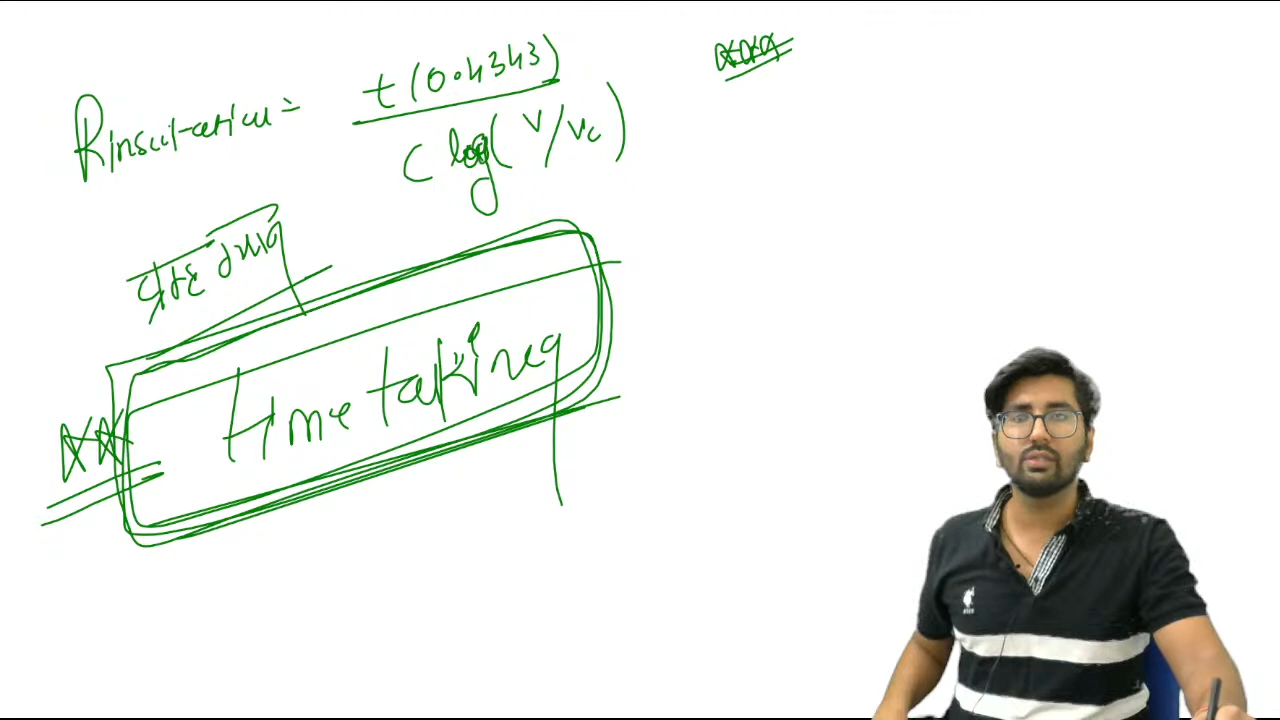 Rinsulation = t(0.4343) / C log(V/Vc)
time taking